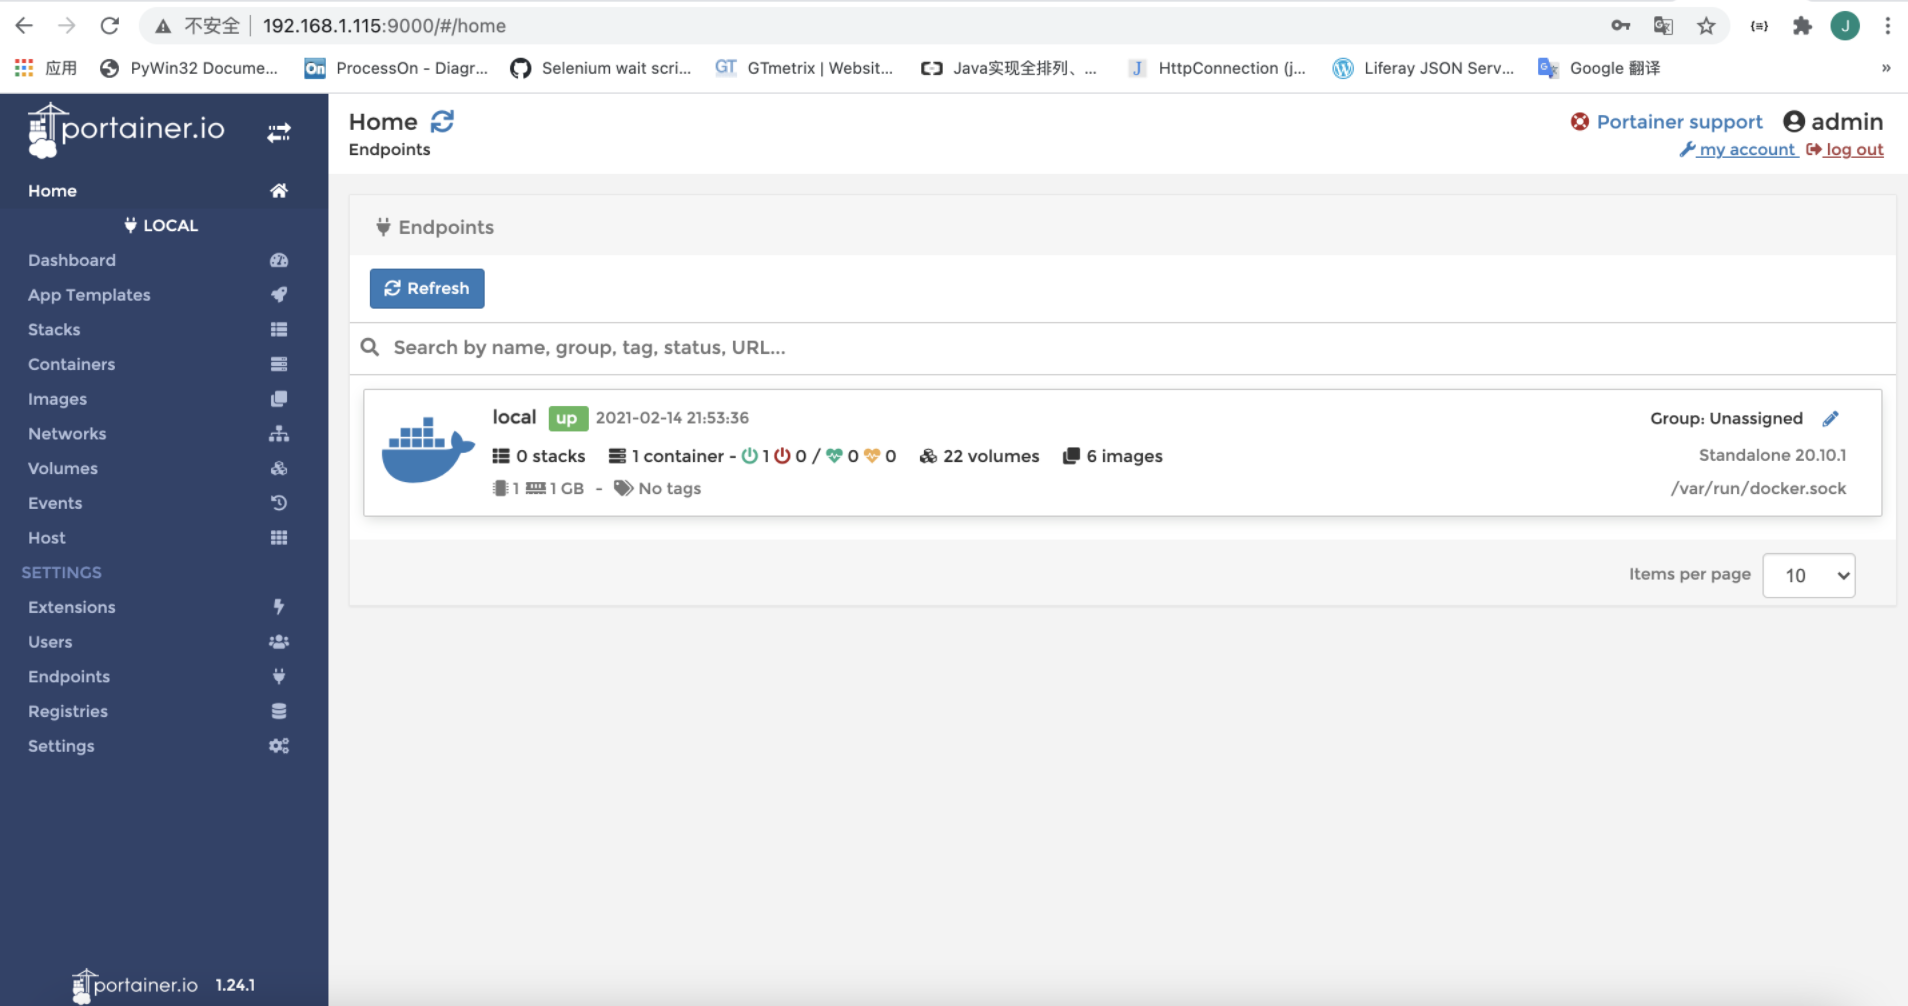 不安全 192.168.1.115:9000/#/home
J
应用 PyWin32 Docume... On ProcessOn - Diagr... Selenium wait scri... GT GTmetrix | Websit... Java实现全排列、... J HttpConnection (j... Liferay JSON Serv... Google 翻译 »
portainer.io
Home
LOCAL
Dashboard
App Templates
Stacks
Containers
Images
Networks
Volumes
Events
Host
SETTINGS
Extensions
Users
Endpoints
Registries
Settings
portainer.io 1.24.1
Home
Endpoints
Portainer support admin
my account log out
Endpoints
Refresh
Search by name, group, tag, status, URL...
local up 2021-02-14 21:53:36
Group: Unassigned
0 stacks 1 container - 1 0 / 0 0 22 volumes 6 images
Standalone 20.10.1
1 1 GB - No tags
/var/run/docker.sock
Items per page 10